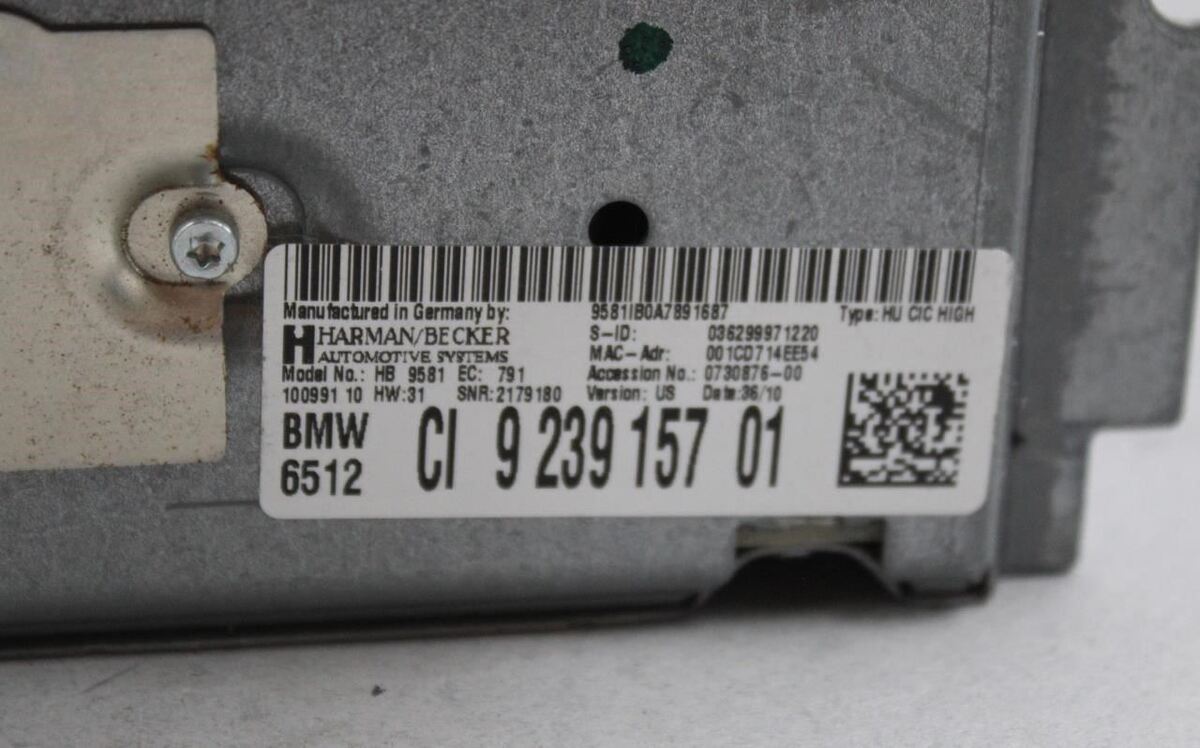 Manufactured in Germany by: 9581IB0A7891687 Type: HU CIC HIGH
HARMAN/BECKER S-ID: 036299971220
AUTOMOTIVE SYSTEMS MAC-Adr: 001CD714EE54
Model No.: HB 9581 EC: 791 Accession No.: 0730876-00
100991 10 HW:31 SNR:2179180 Version: US Date:36/10
BMW
6512 CI 9 239 157 01